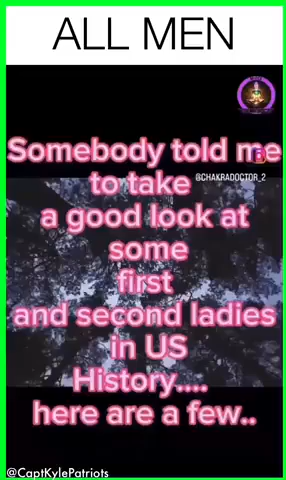 ALL MEN
Somebody told me
to take
@CHAKRADOCTOR_2
a good look at
some
first
and second ladies
in US
History....
here are a few..
@CaptKylePatriots